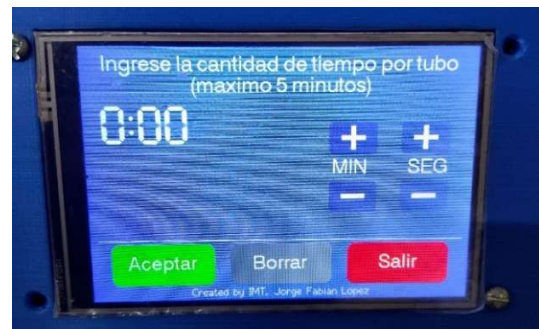 Ingrese la cantidad de tiempo por tubo
(maximo 5 minutos)
0:00
+ +
MIN SEG
- -
Aceptar Borrar Salir
Created by IMT. Jorge Fabian Lopez